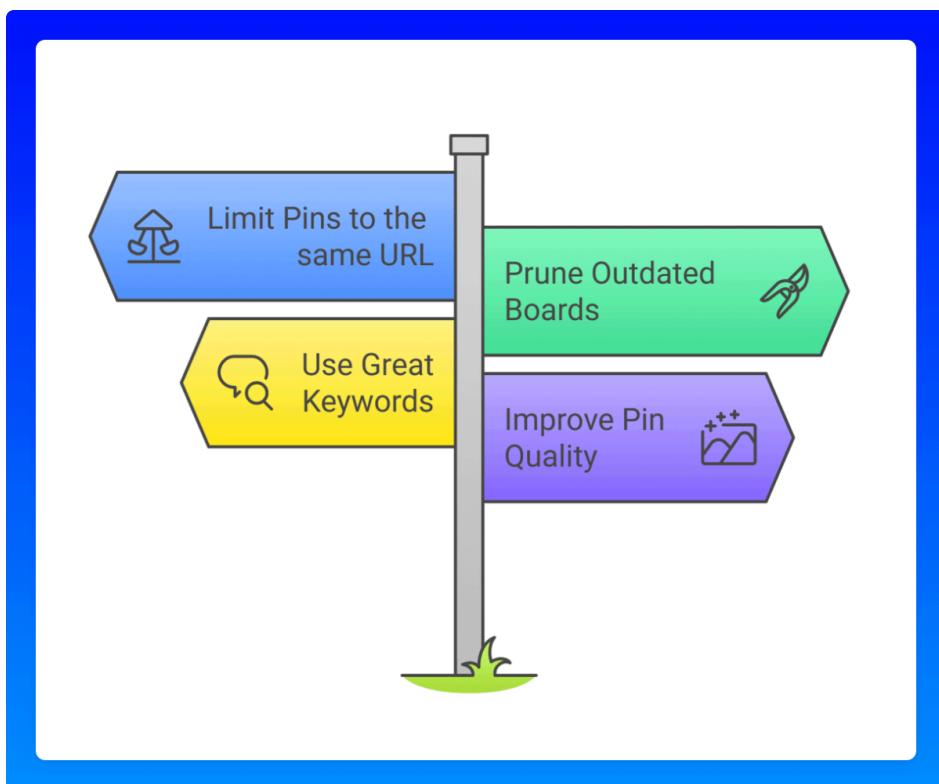 Limit Pins to the
same URL
Prune Outdated
Boards
Use Great
Keywords
Improve Pin
Quality